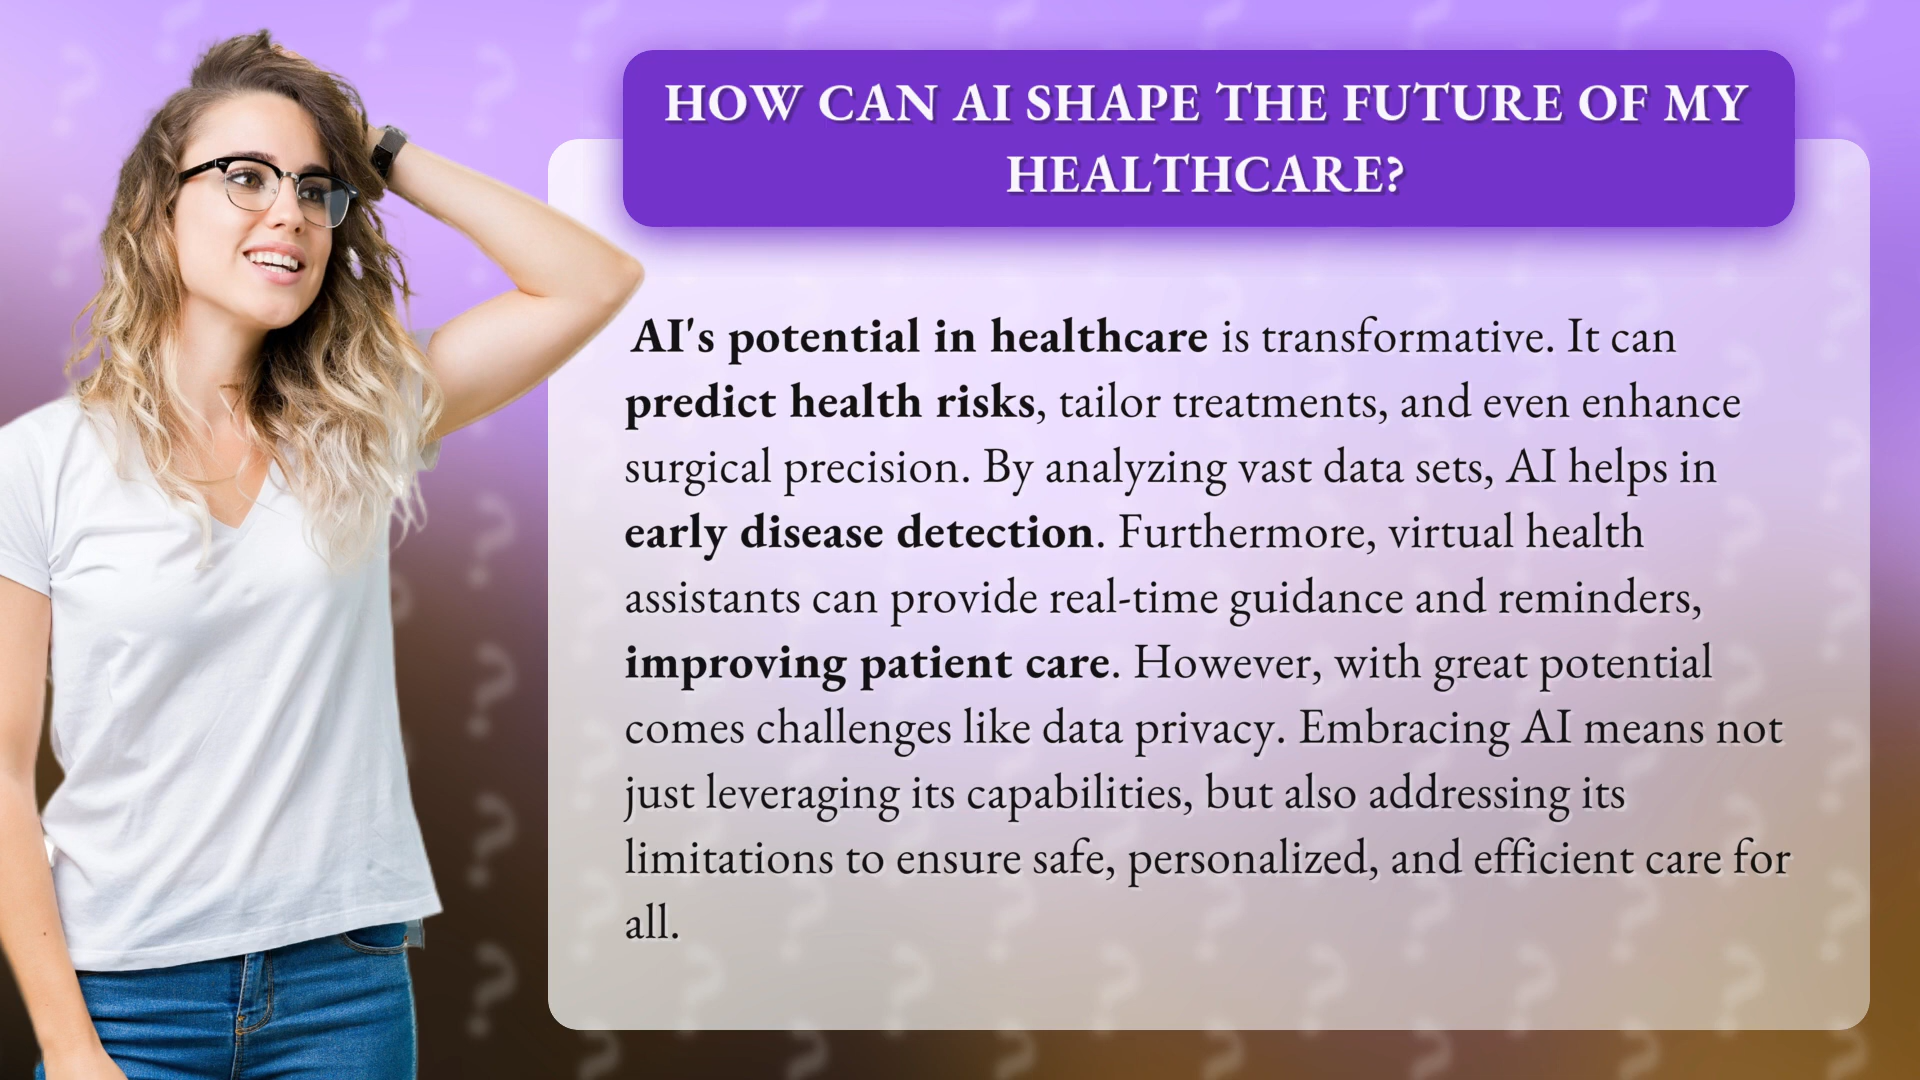 HOW CAN AI SHAPE THE FUTURE OF MY
HEALTHCARE?
AI's potential in healthcare is transformative. It can
predict health risks, tailor treatments, and even enhance
surgical precision. By analyzing vast data sets, AI helps in
early disease detection. Furthermore, virtual health
assistants can provide real-time guidance and reminders,
improving patient care. However, with great potential
comes challenges like data privacy. Embracing AI means not
just leveraging its capabilities, but also addressing its
limitations to ensure safe, personalized, and efficient care for
all.